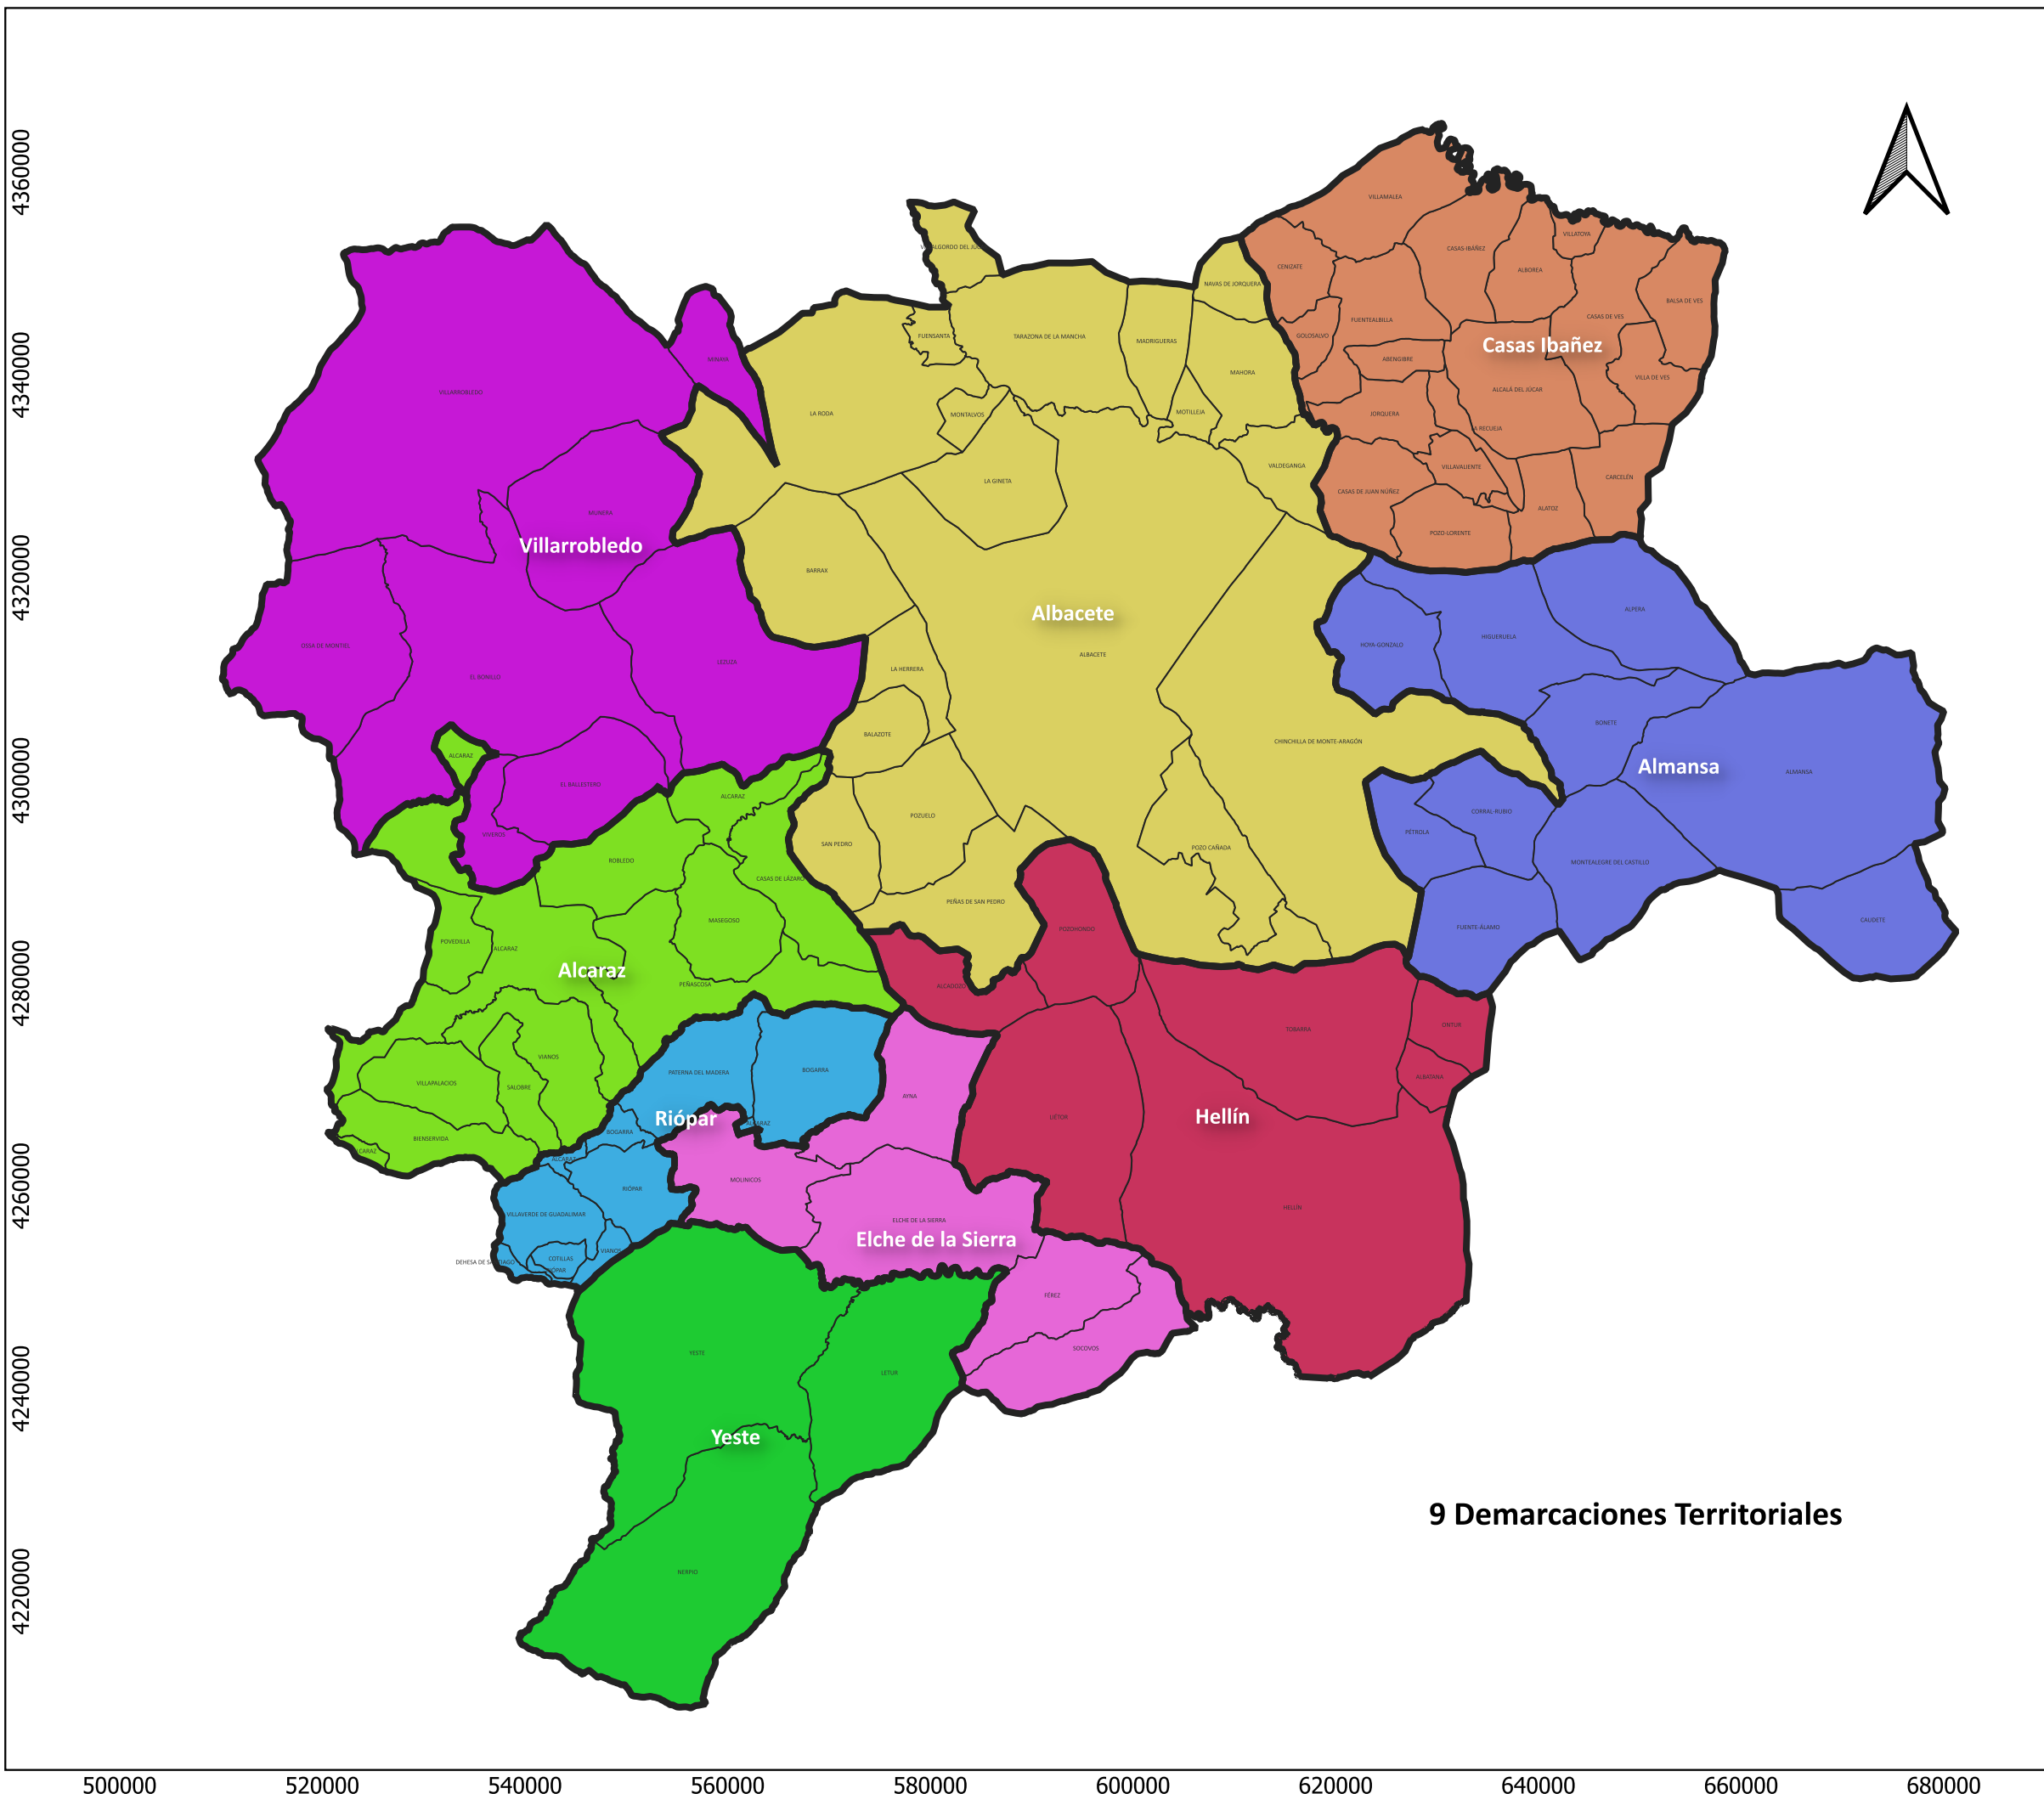 4360000
4340000
4320000
4300000
4280000
4260000
4240000
4220000
VILLAMALEA
VILLATOYA
CASAS-IBÁÑEZ
CENIZATE
ALBOREA
NAVAS DE JORQUERA
BALSA DE VES
CASAS DE VES
FUENTEALBILLA
GOLOSALVO
FUENSANTA
TARAZONA DE LA MANCHA
MADRIGUERAS
Casas Ibañez
MINAYA
ABENGIBRE
MAHORA
VILLA DE VES
VILLARROBLEDO
ALCALÁ DEL JÚCAR
LA RODA
MONTALVOS
MOTILLEJA
JORQUERA
LA RECUEJA
VALDEGANGA
VILLAVALIENTE
CARCELÉN
LA GINETA
CASAS DE JUAN NÚÑEZ
MUNERA
ALATOZ
POZO-LORENTE
Villarrobledo
BARRAX
Albacete
ALPERA
HIGUERUELA
HOYA-GONZALO
OSSA DE MONTIEL
ALBACETE
LEZUZA
LA HERRERA
EL BONILLO
BONETE
BALAZOTE
CHINCHILLA DE MONTE-ARAGÓN
ALCARAZ
Almansa
ALMANSA
EL BALLESTERO
ALCARAZ
CORRAL-RUBIO
POZUELO
PÉTROLA
VIVEROS
SAN PEDRO
POZO CAÑADA
ROBLEDO
MONTEALEGRE DEL CASTILLO
CASAS DE LÁZARO
PEÑAS DE SAN PEDRO
MASEGOSO
CAUDETE
POZOHONDO
FUENTE-ÁLAMO
POVEDILLA
ALCARAZ
Alcaraz
PEÑASCOSA
ALCADOZO
ONTUR
TOBARRA
VIANOS
BOGARRA
PATERNA DEL MADERA
ALBATANA
VILLAPALACIOS
SALOBRE
AYNA
Riópar
Hellín
LIÉTOR
ALCARAZ
BOGARRA
BIENSERVIDA
ALCARAZ
MOLINICOS
RIÓPAR
HELLÍN
VILLAVERDE DE GUADALIMAR
ELCHE DE LA SIERRA
Elche de la Sierra
VIANOS
COTILLAS
FÉREZ
SOCOVOS
YESTE
LETUR
Yeste
9 Demarcaciones Territoriales
NERPIO
500000 520000 540000 560000 580000 600000 620000 640000 660000 680000